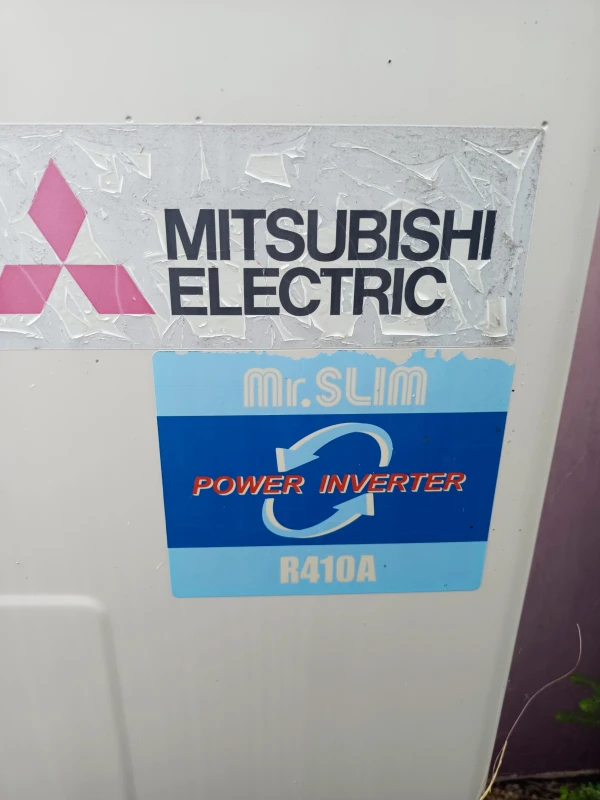 MITSUBISHI
ELECTRIC
Mr.SLIM
POWER INVERTER
R410A